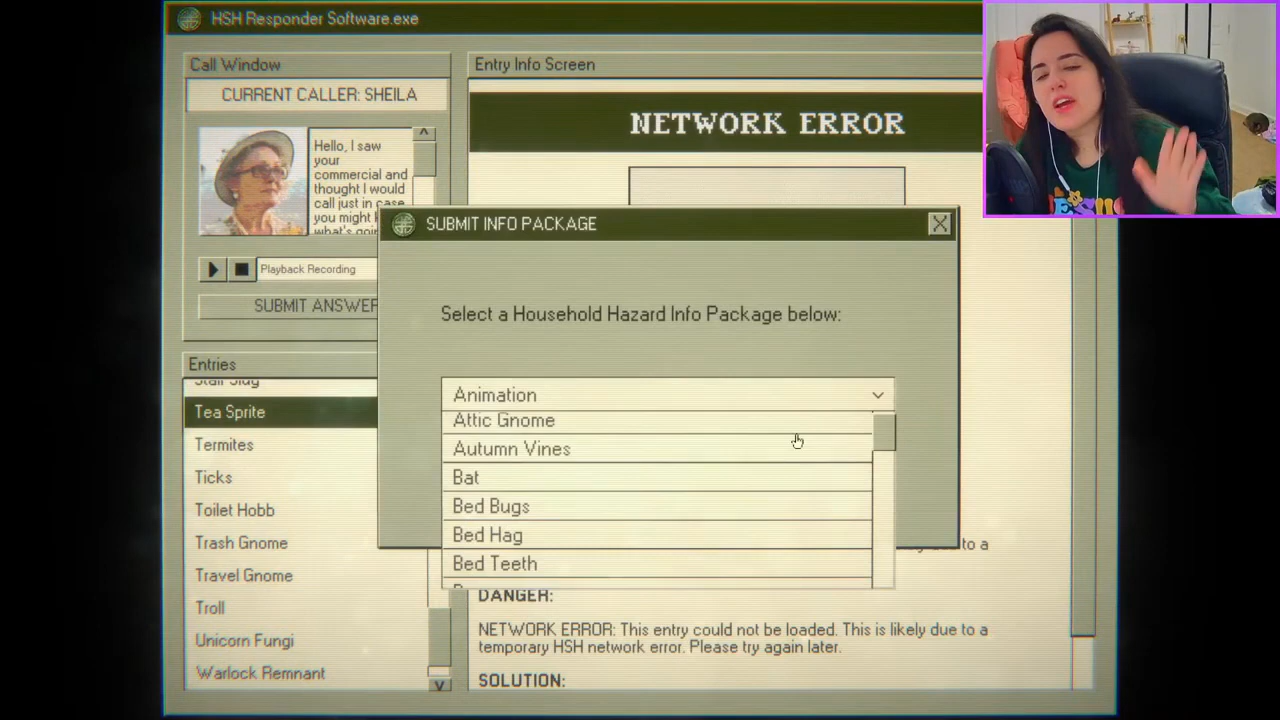 HSH Responder Software.exe
Call Window
CURRENT CALLER: SHEILA
Hello, I saw
your
commercial and
thought I would
call just in case
you might
what's
Playback Recording
SUBMIT ANSWER
Entries
Stair Slug
Tea Sprite
Termites
Ticks
Toilet Hobb
Trash Gnome
Travel Gnome
Troll
Unicorn Fungi
Warlock Remnant
Entry Info Screen
NETWORK ERROR
SUBMIT INFO PACKAGE
Select a Household Hazard Info Package below:
Animation
Attic Gnome
Autumn Vines
Bat
Bed Bugs
Bed Hag
Bed Teeth
to a
DANGER:
NETWORK ERROR: This entry could not be loaded. This is likely due to a
temporary HSH network error. Please try again later.
SOLUTION: